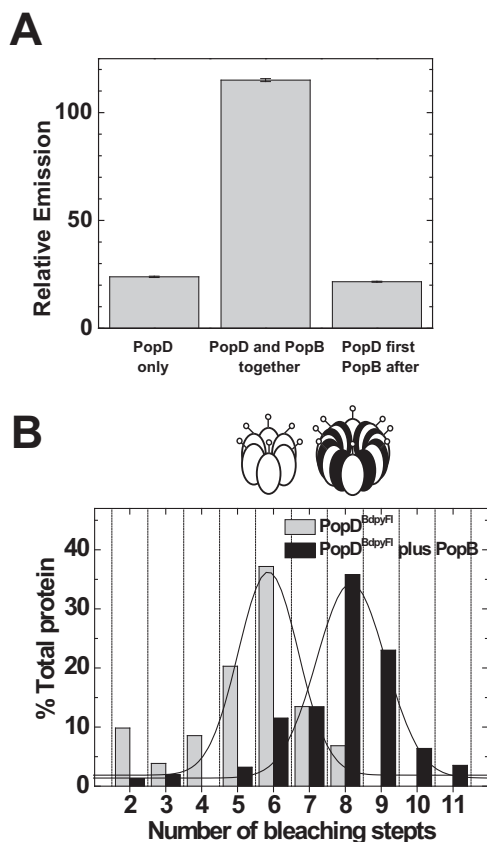 A
Relative Emission
100
50
0
PopD only
PopD and PopB together
PopD first PopB after
B
PopD^BdpyFl
PopD^BdpyFl plus PopB
% Total protein
40
30
20
10
0
2 3 4 5 6 7 8 9 10 11
Number of bleaching stepts